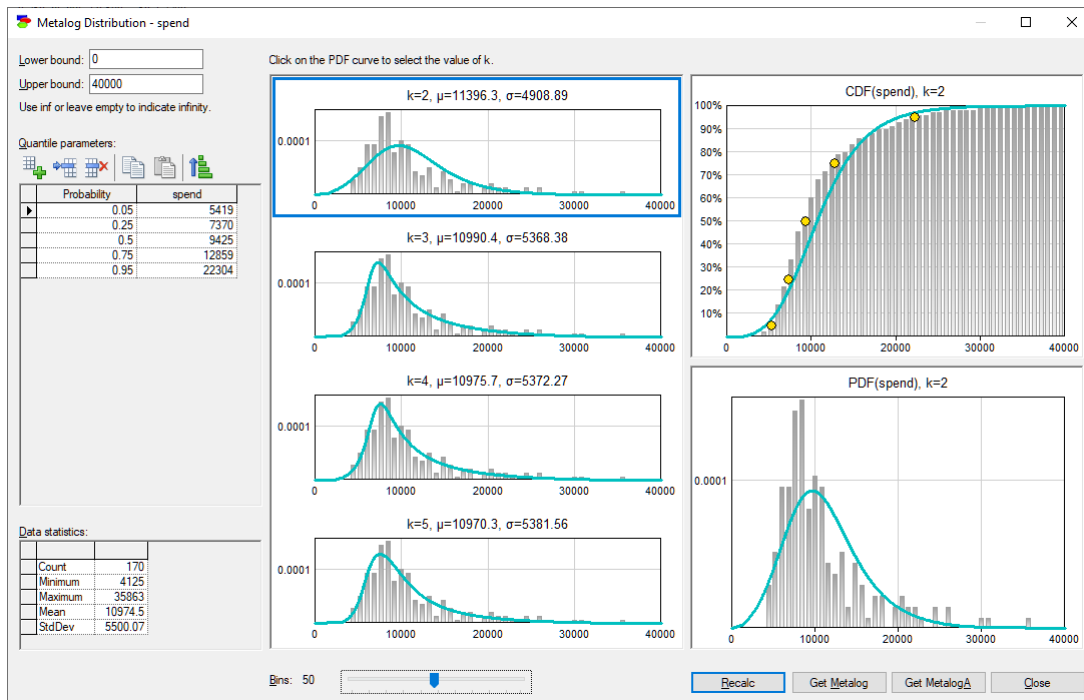 Metalog Distribution - spend
Lower bound: 0
Upper bound: 40000
Use inf or leave empty to indicate infinity.
Quantile parameters:
Probability spend
0.05 5419
0.25 7370
0.5 9425
0.75 12859
0.95 22304
Data statistics:
Count 170
Minimum 4125
Maximum 35863
Mean 10974.5
StdDev 5500.07
Click on the PDF curve to select the value of k.
k=2, μ=11396.3, σ=4908.89
0.0001
0 10000 20000 30000 40000
k=3, μ=10990.4, σ=5368.38
0.0001
0 10000 20000 30000 40000
k=4, μ=10975.7, σ=5372.27
0.0001
0 10000 20000 30000 40000
k=5, μ=10970.3, σ=5381.56
0.0001
0 10000 20000 30000 40000
CDF(spend), k=2
100%
90%
80%
70%
60%
50%
40%
30%
20%
10%
0 10000 20000 30000 40000
PDF(spend), k=2
0.0001
0 10000 20000 30000 40000
Bins: 50
Recalc Get Metalog Get MetalogA Close